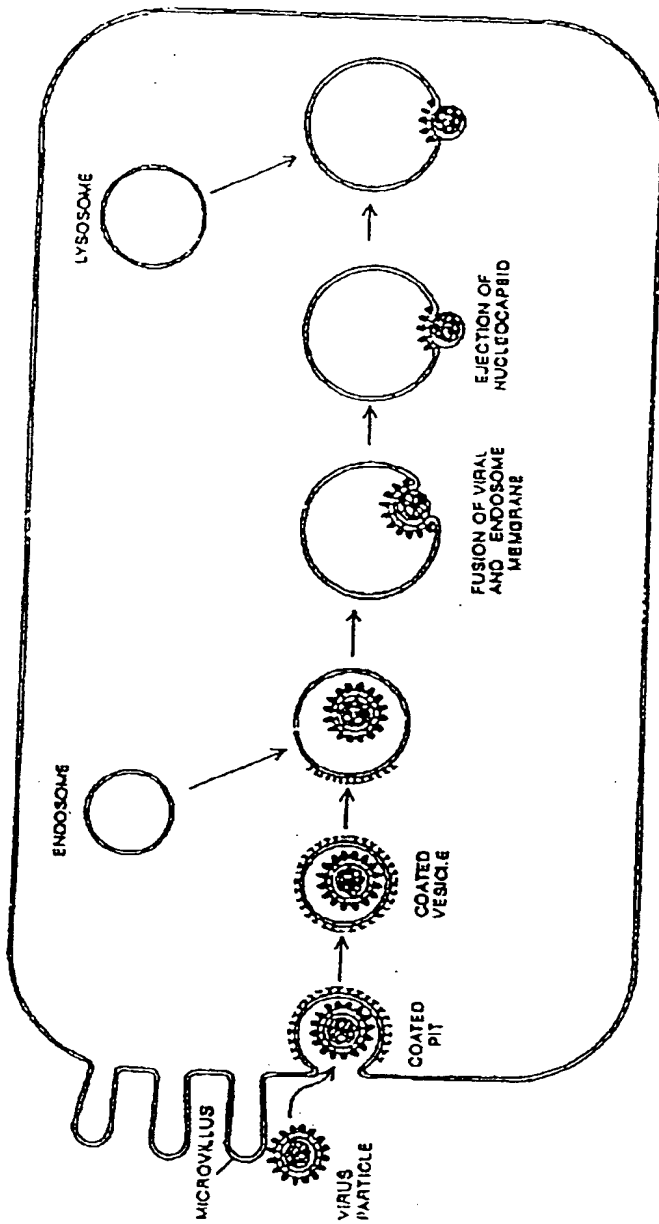 MICROVILLUS
VIRUS
PARTICLE
COATED
PIT
COATED
VESICLE
ENDOSOME
FUSION OF VIRAL
AND ENDOSOME
MEMBRANE
EJECTION OF
NUCLEOCAPSID
LYSOSOME